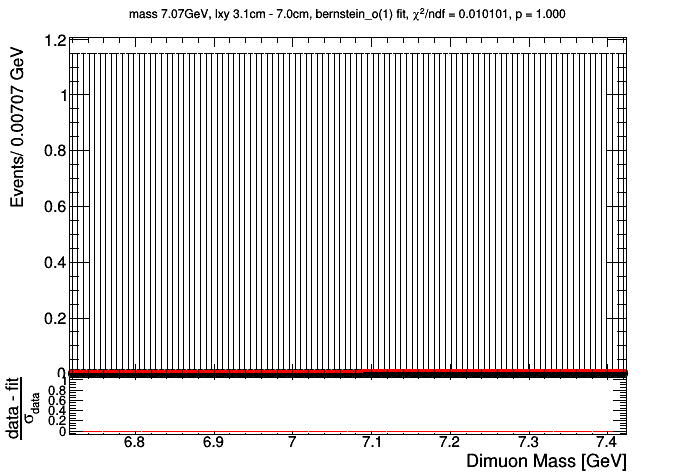 mass 7.07GeV, lxy 3.1cm - 7.0cm, bernstein_o(1) fit, χ²/ndf = 0.010101, p = 1.000
Events/ 0.00707 GeV
1.2
1
0.8
0.6
0.4
0.2
0
data - fit
σdata
1
0.8
0.6
0.4
0.2
0
6.8 6.9 7 7.1 7.2 7.3 7.4
Dimuon Mass [GeV]